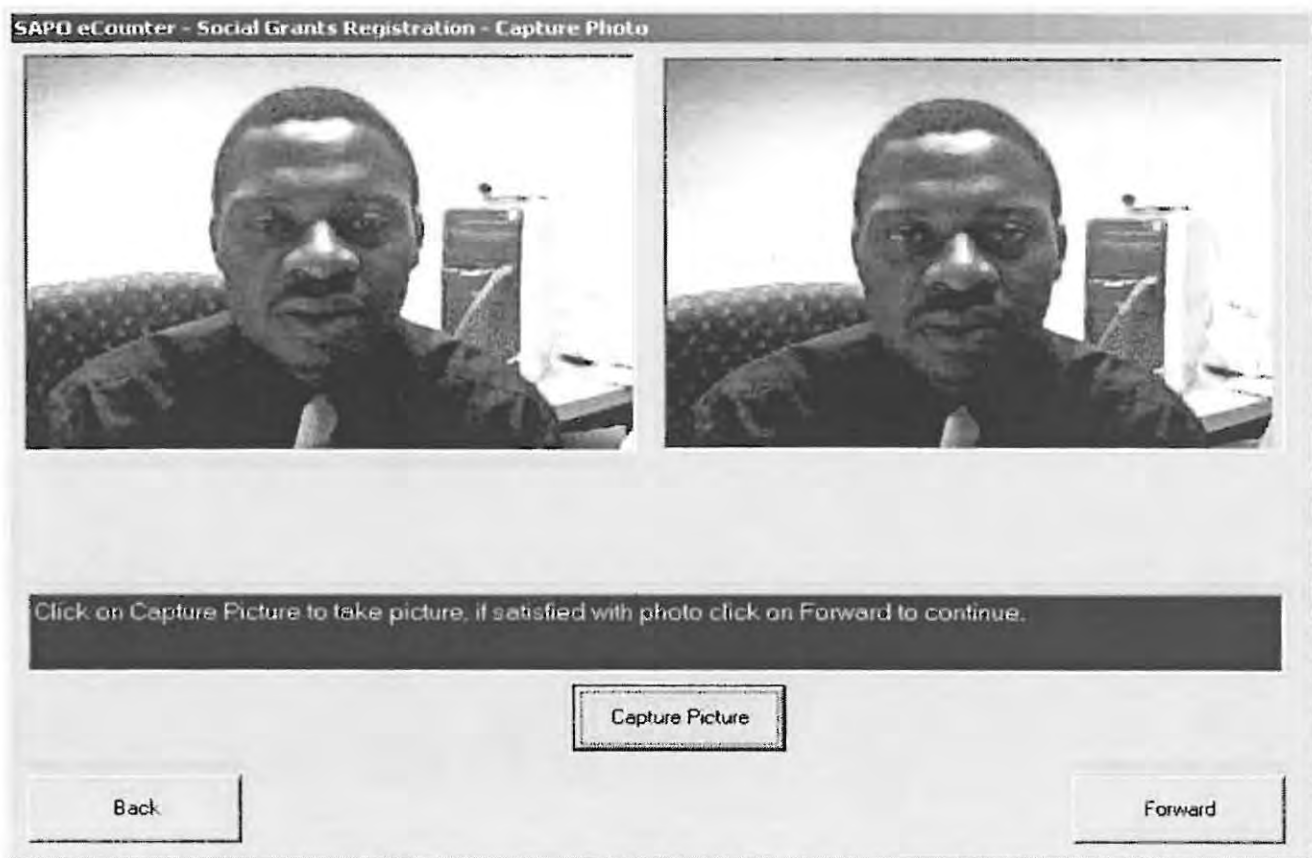 SAPO eCounter - Social Grants Registration - Capture Photo
Click on Capture Picture to take picture, if satisfied with photo click on Forward to continue.
Capture Picture
Back
Forward